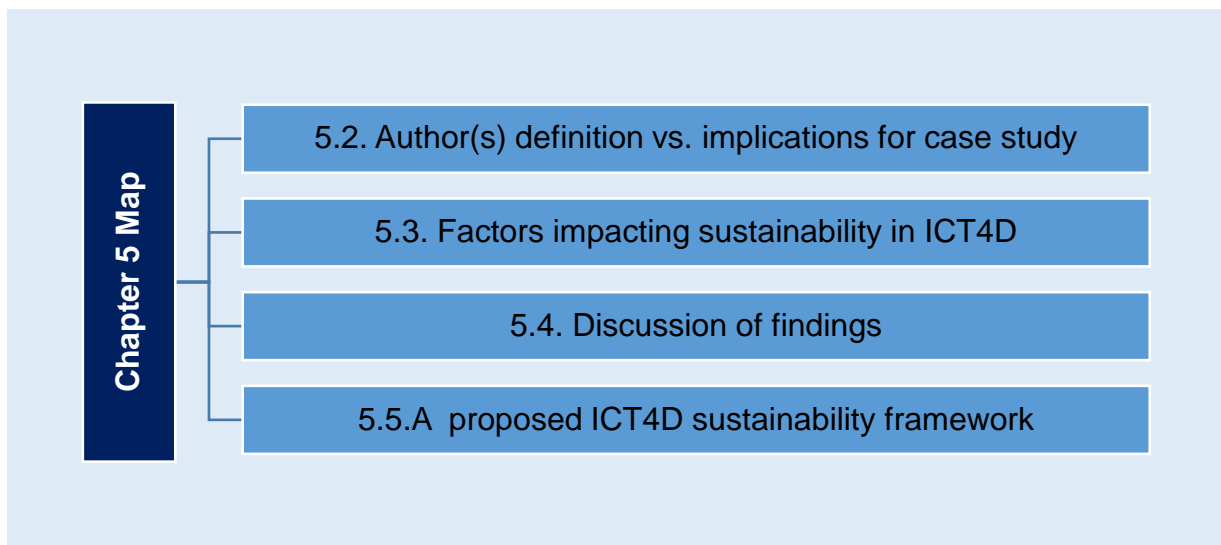 Chapter 5 Map
5.2. Author(s) definition vs. implications for case study
5.3. Factors impacting sustainability in ICT4D
5.4. Discussion of findings
5.5.A  proposed ICT4D sustainability framework